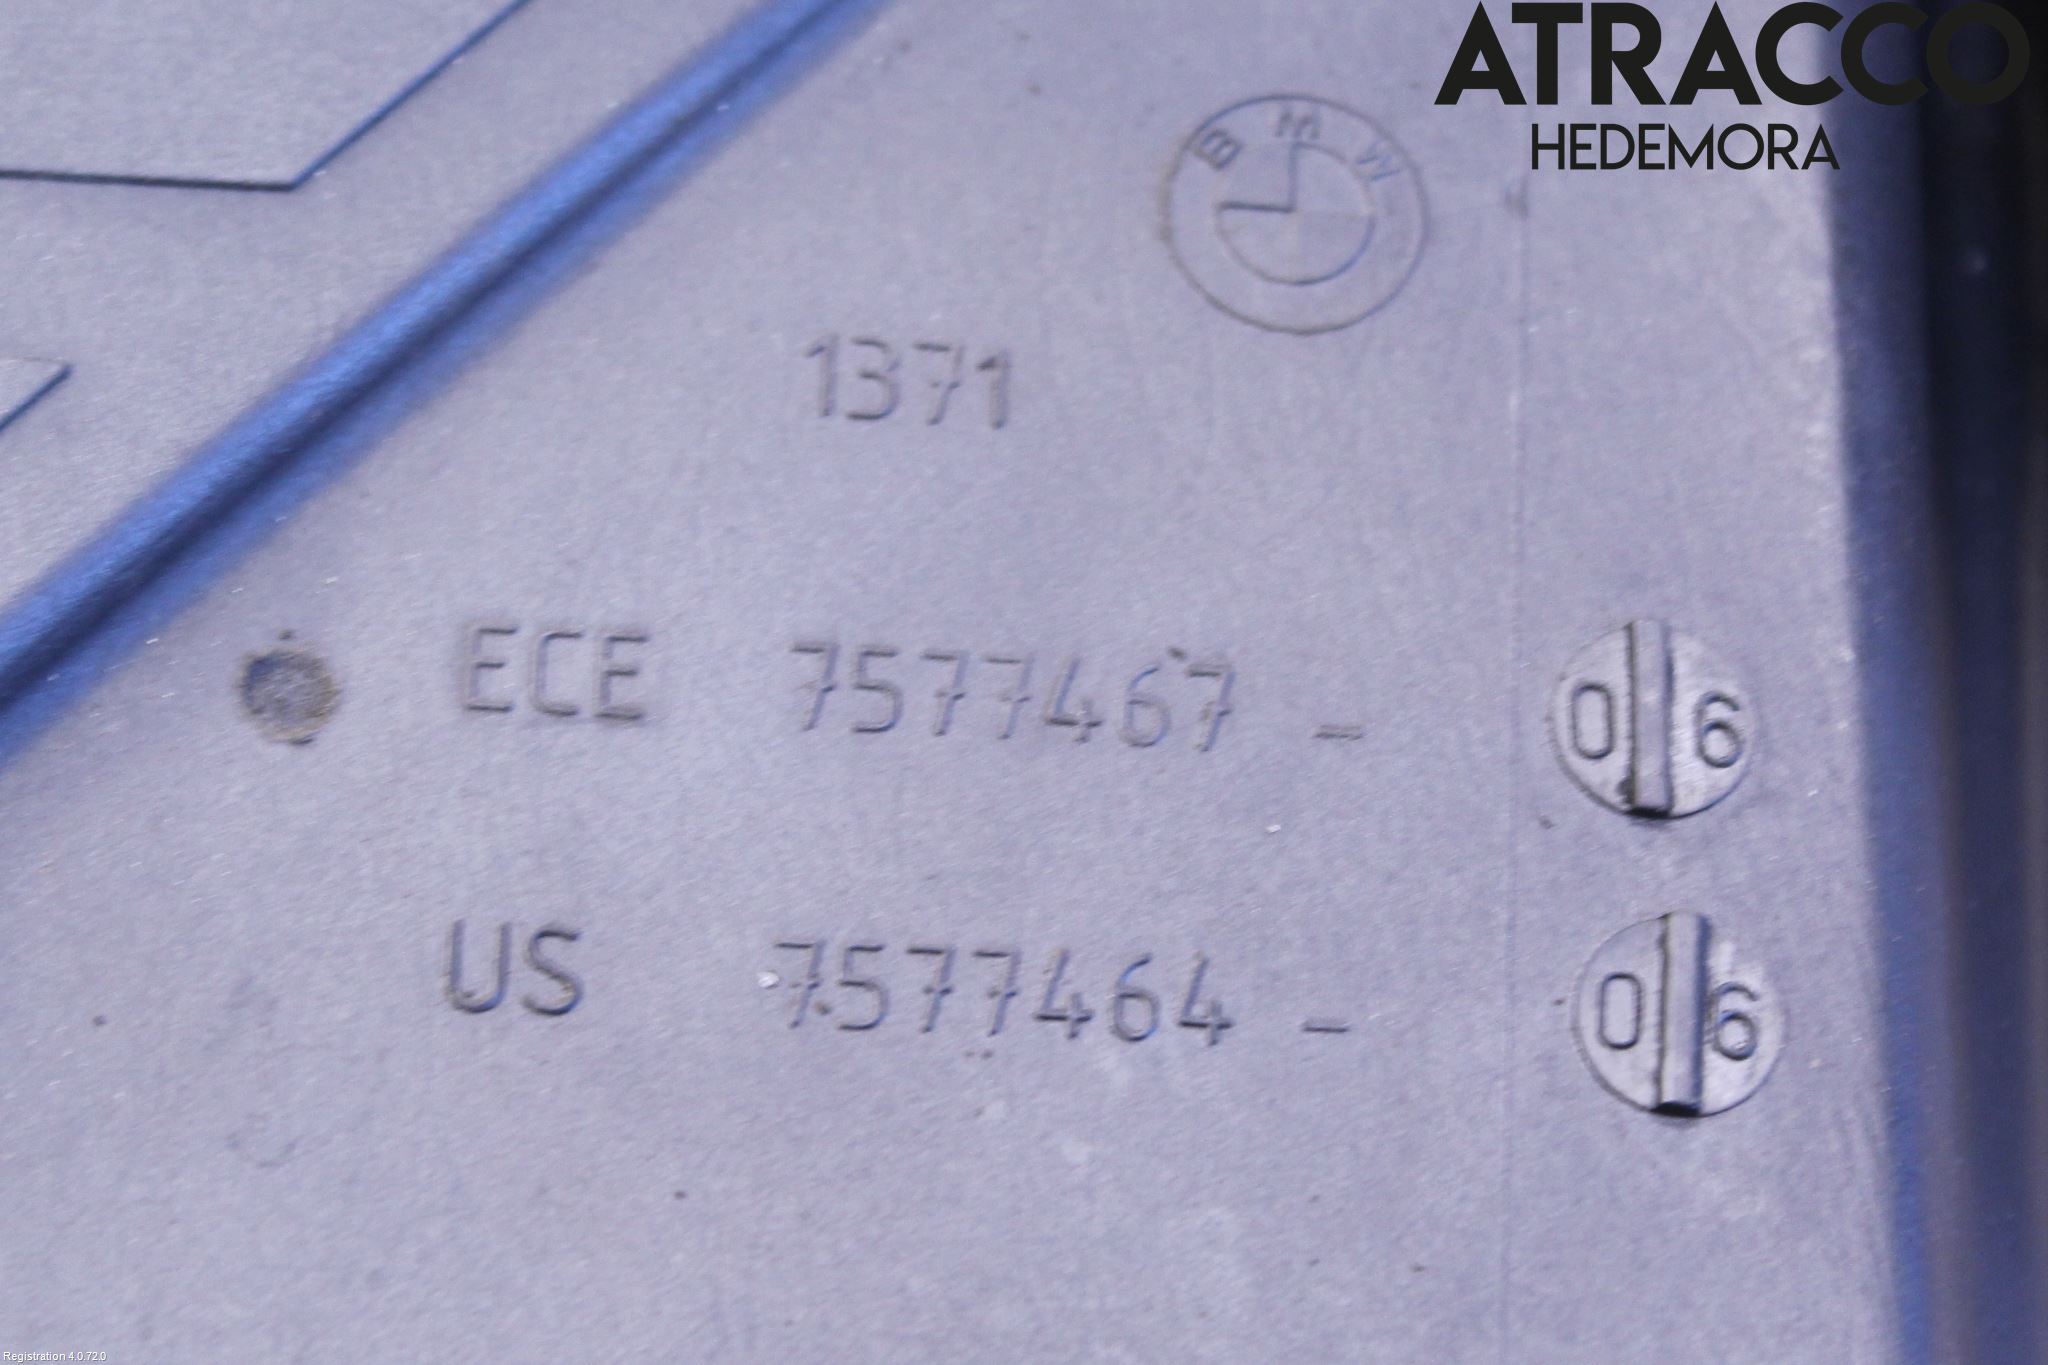 ATRACCO
HEDEMORA
BMW
1371
ECE 7577467 - 06
US 7577464 - 06
Registration 4.0.72.0